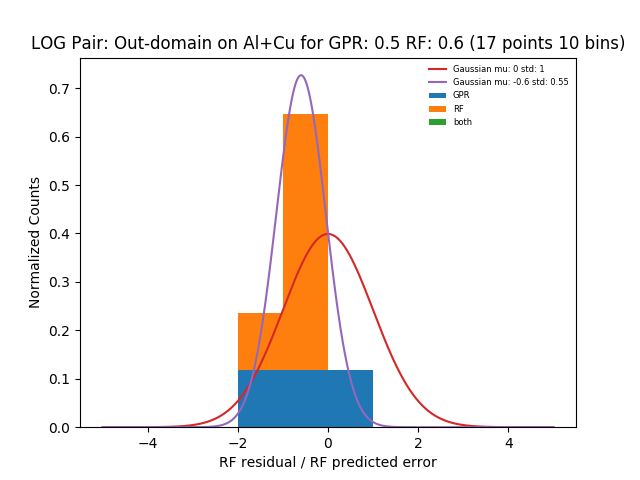 LOG Pair: Out-domain on Al+Cu for GPR: 0.5 RF: 0.6 (17 points 10 bins)
Gaussian mu: 0 std: 1
Gaussian mu: -0.6 std: 0.55
GPR
RF
both
0.7
0.6
0.5
0.4
0.3
0.2
0.1
0.0
Normalized Counts
−4
−2
0
2
4
RF residual / RF predicted error